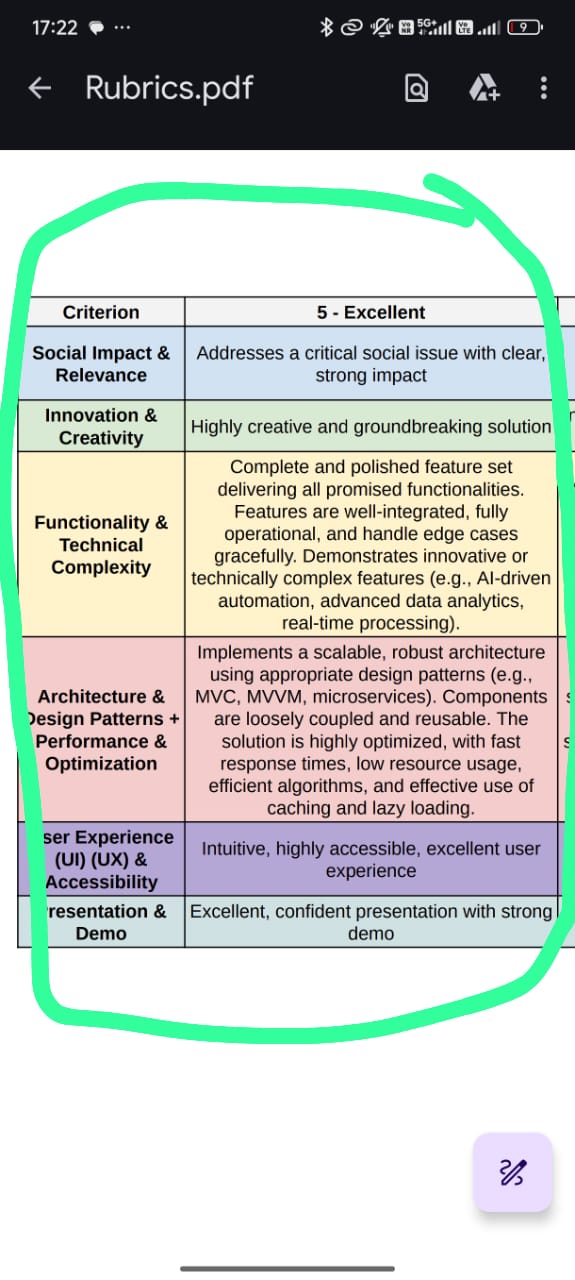 17:22
5G+
9
Rubrics.pdf
Criterion
5 - Excellent
Social Impact &
Relevance
Addresses a critical social issue with clear,
strong impact
Innovation &
Creativity
Highly creative and groundbreaking solution
Functionality &
Technical
Complexity
Complete and polished feature set
delivering all promised functionalities.
Features are well-integrated, fully
operational, and handle edge cases
gracefully. Demonstrates innovative or
technically complex features (e.g., AI-driven
automation, advanced data analytics,
real-time processing).
Architecture &
Design Patterns +
Performance &
Optimization
Implements a scalable, robust architecture
using appropriate design patterns (e.g.,
MVC, MVVM, microservices). Components
are loosely coupled and reusable. The
solution is highly optimized, with fast
response times, low resource usage,
efficient algorithms, and effective use of
caching and lazy loading.
ser Experience
(UI) (UX) &
Accessibility
Intuitive, highly accessible, excellent user
experience
resentation &
Demo
Excellent, confident presentation with strong
demo